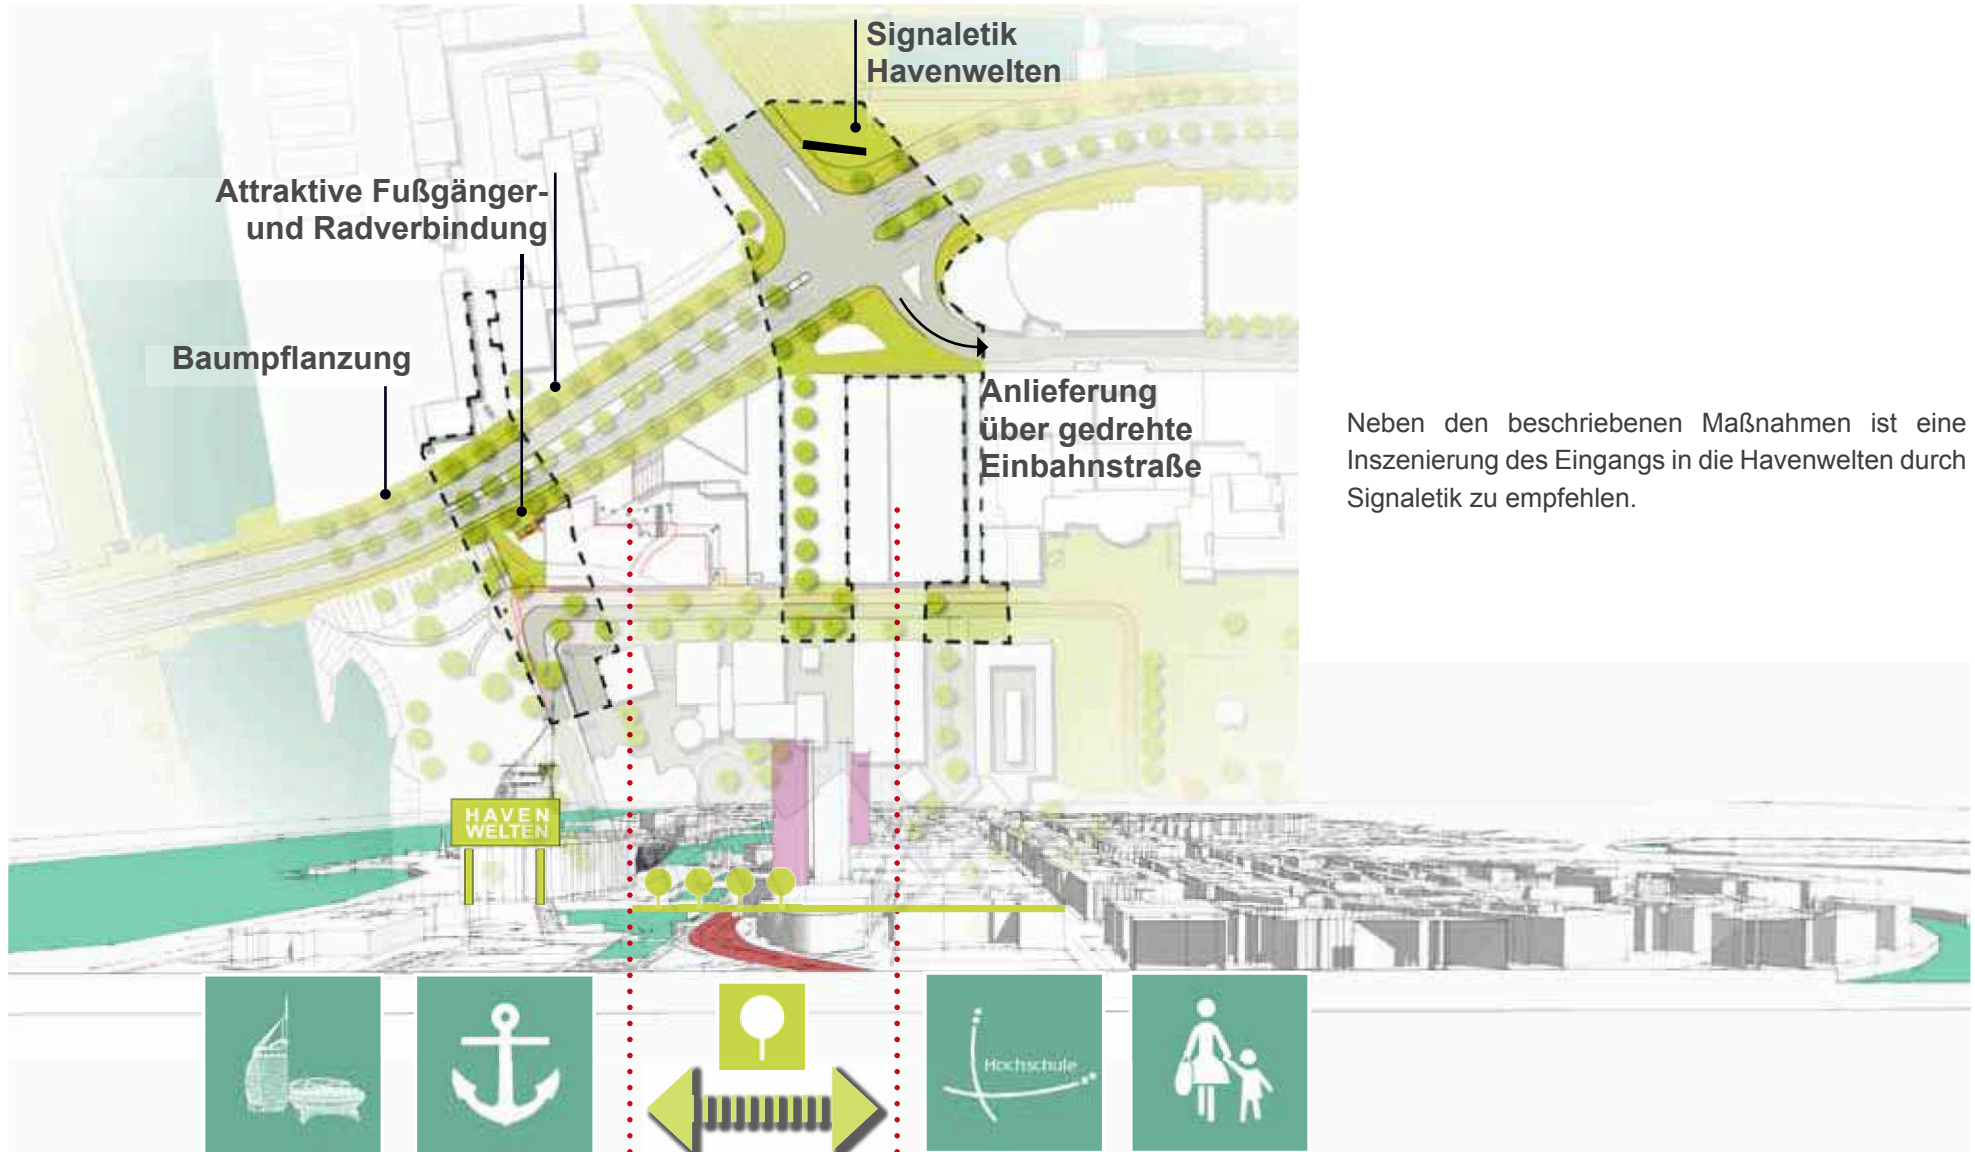 Signaletik
Havenwelten
Attraktive Fußgänger-
und Radverbindung
Baumpflanzung
Anlieferung
über gedrehte
Einbahnstraße
Neben den beschriebenen Maßnahmen ist eine
Inszenierung des Eingangs in die Havenwelten durch
Signaletik zu empfehlen.
HAVEN
WELTEN
Hochschule